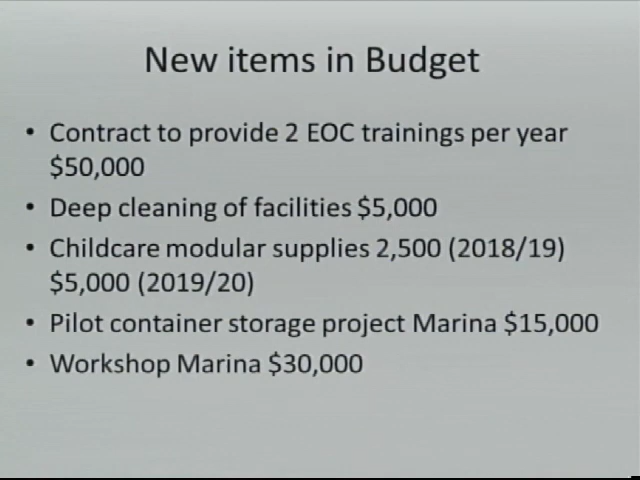 New items in Budget
• Contract to provide 2 EOC trainings per year
$50,000
• Deep cleaning of facilities $5,000
• Childcare modular supplies 2,500 (2018/19)
$5,000 (2019/20)
• Pilot container storage project Marina $15,000
• Workshop Marina $30,000